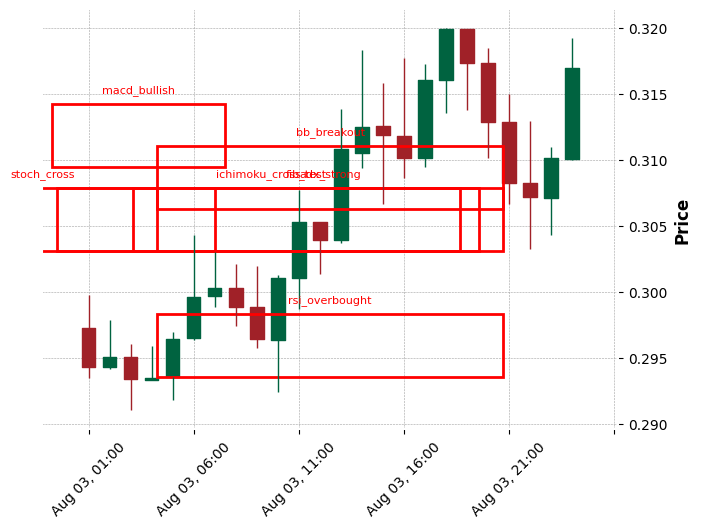 0.320
macd_bullish
0.315
bb_breakout
0.310
stoch_cross
0.305
Price
0.300
rsi_overbought
0.295
0.290
Aug 03, 01:00
Aug 03, 06:00
Aug 03, 11:00
Aug 03, 16:00
Aug 03, 21:00